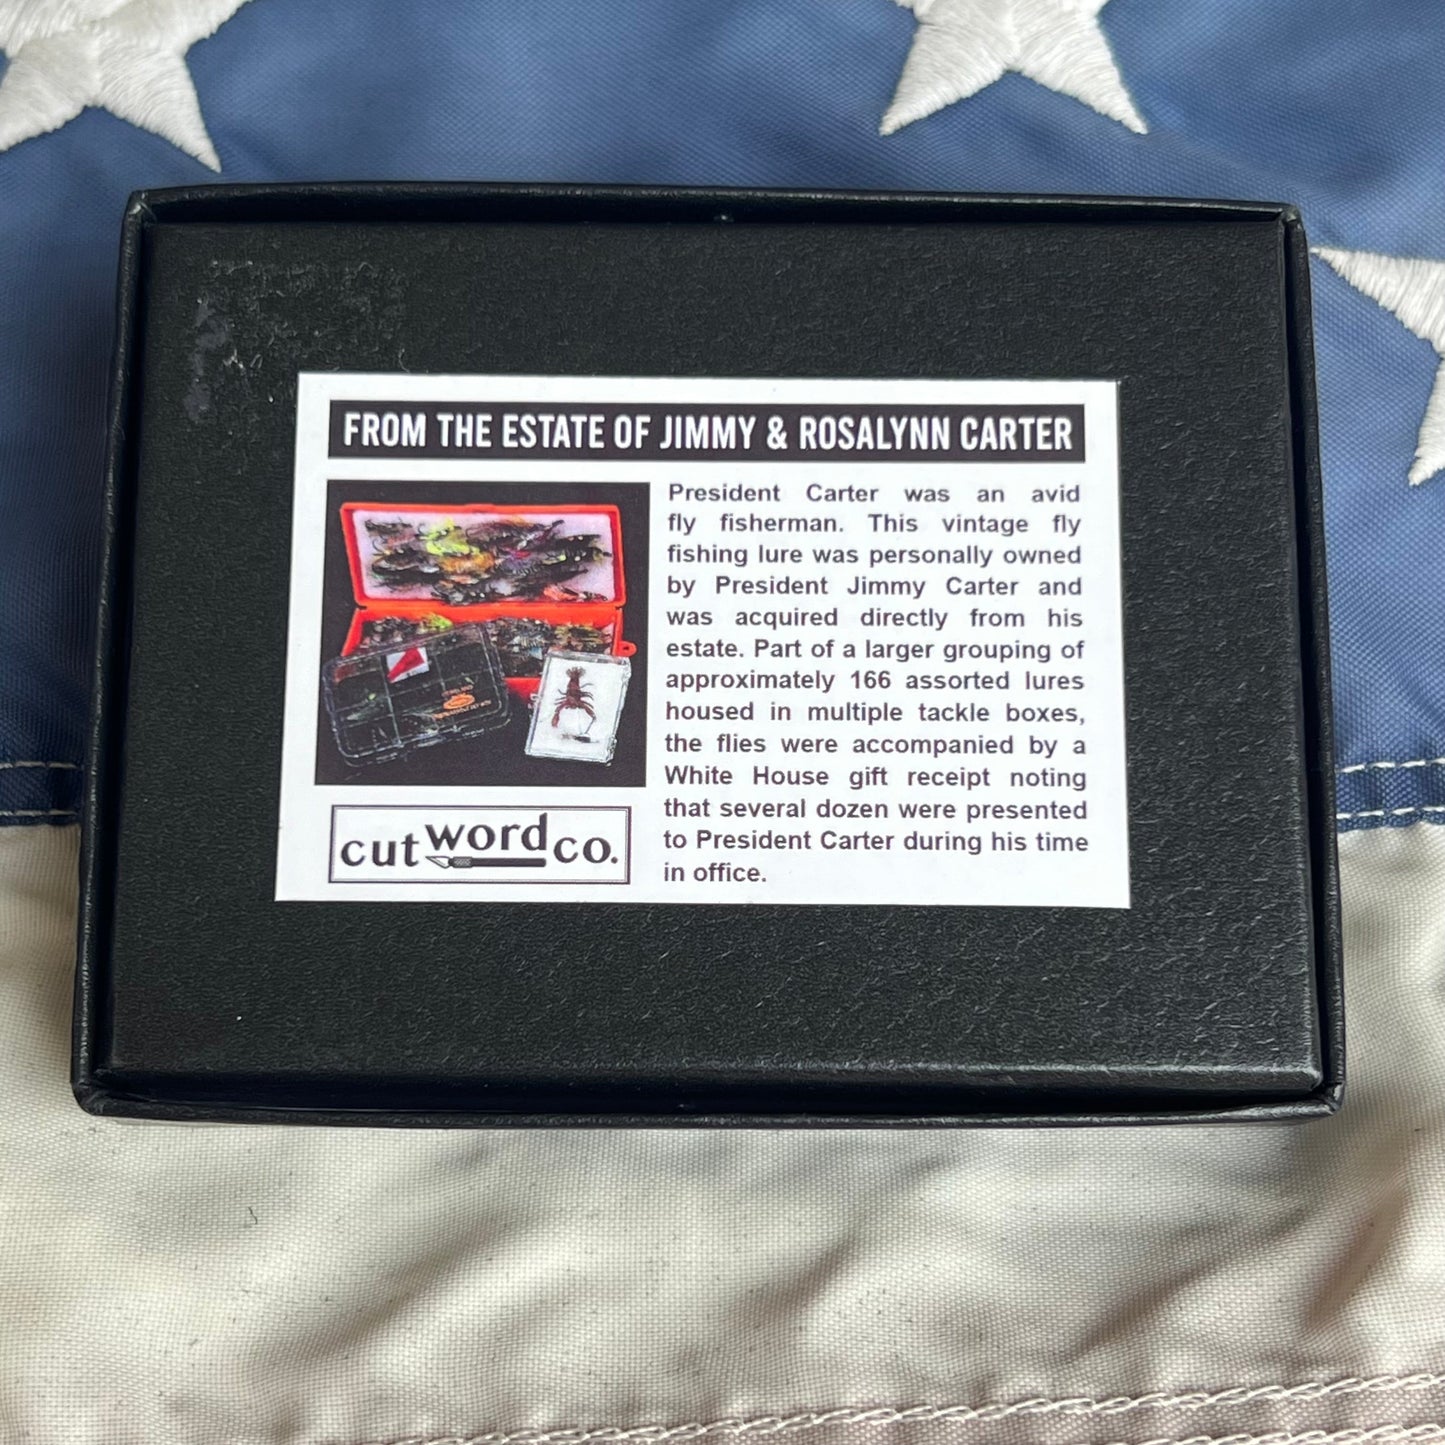 FROM THE ESTATE OF JIMMY & ROSALYNN CARTER
President Carter was an avid
fly fisherman. This vintage fly
fishing lure was personally owned
by President Jimmy Carter and
was acquired directly from his
estate. Part of a larger grouping of
approximately 166 assorted lures
housed in multiple tackle boxes,
the flies were accompanied by a
White House gift receipt noting
that several dozen were presented
to President Carter during his time
in office.
cut word co.